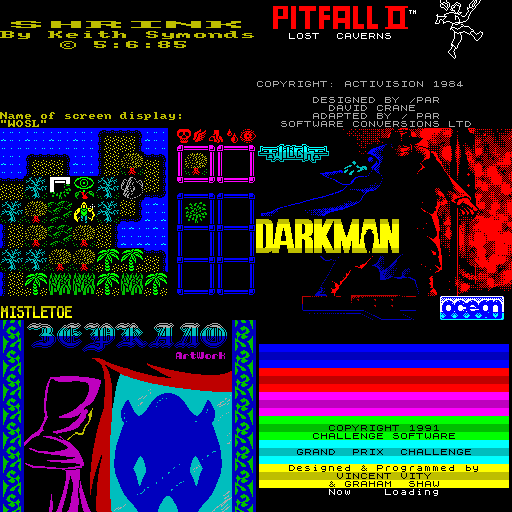 SHRINK
By Keith Symonds
© 5:6:85
Name of screen display:
"WOSL"
PITFALL II™
LOST CAVERNS
COPYRIGHT: ACTIVISION 1984
DESIGNED BY /PAR
DAVID CRANE
ADAPTED BY / PAR
SOFTWARE CONVERSIONS LTD
MISTLETOE
DARKMAN
ocean
ArtWork
COPYRIGHT 1991
CHALLENGE SOFTWARE
GRAND PRIX CHALLENGE
Designed & Programmed by
VINCENT VITY
& GRAHAM SHAW
Now Loading